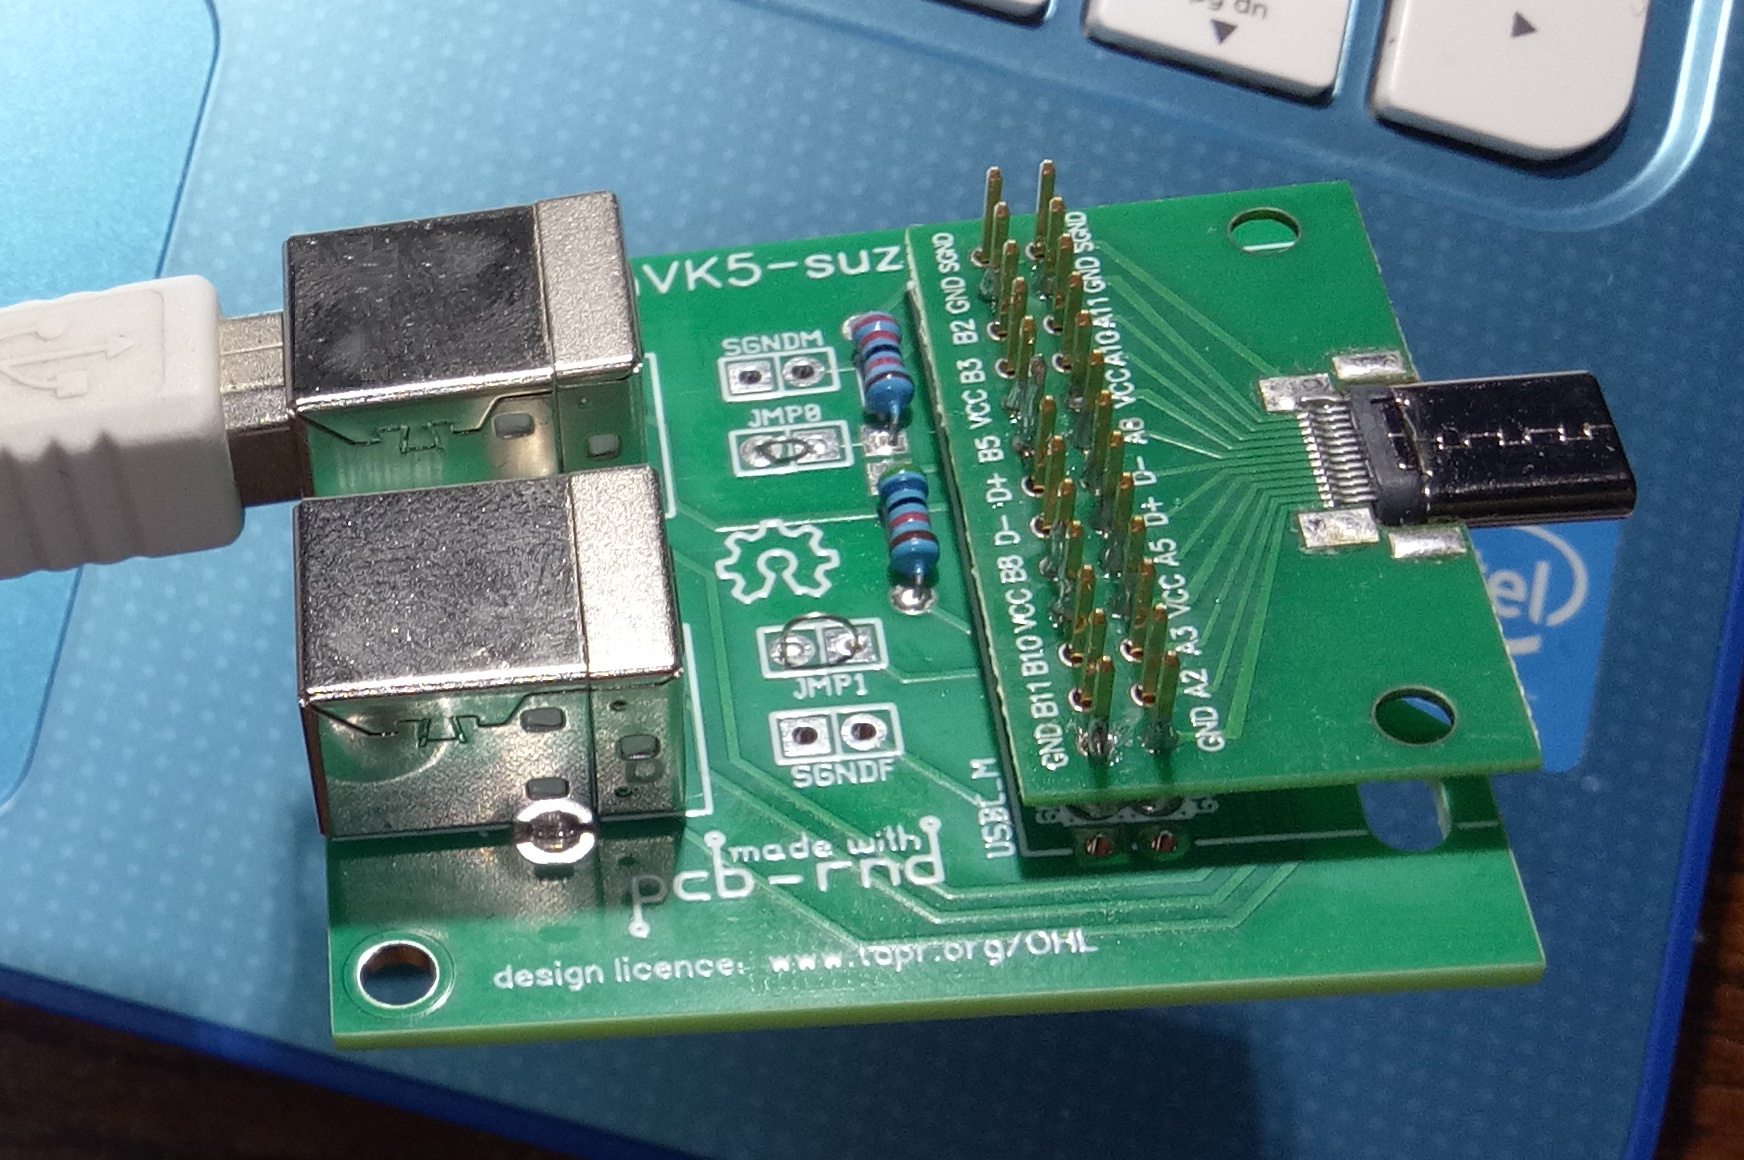 pg dn
VK5-suz
SGNDM
JMP0
JMP1
SGNDF
USBC_M
made with
pcb-rnd
design licence: www.tapr.org/OHL
GND B11 B10 VCC B8 D- D+ B5 VCC B3 B2 GND SGND
GND A2 A3 VCC A5 D+ D- A8 VCC A10 A11 GND SGND